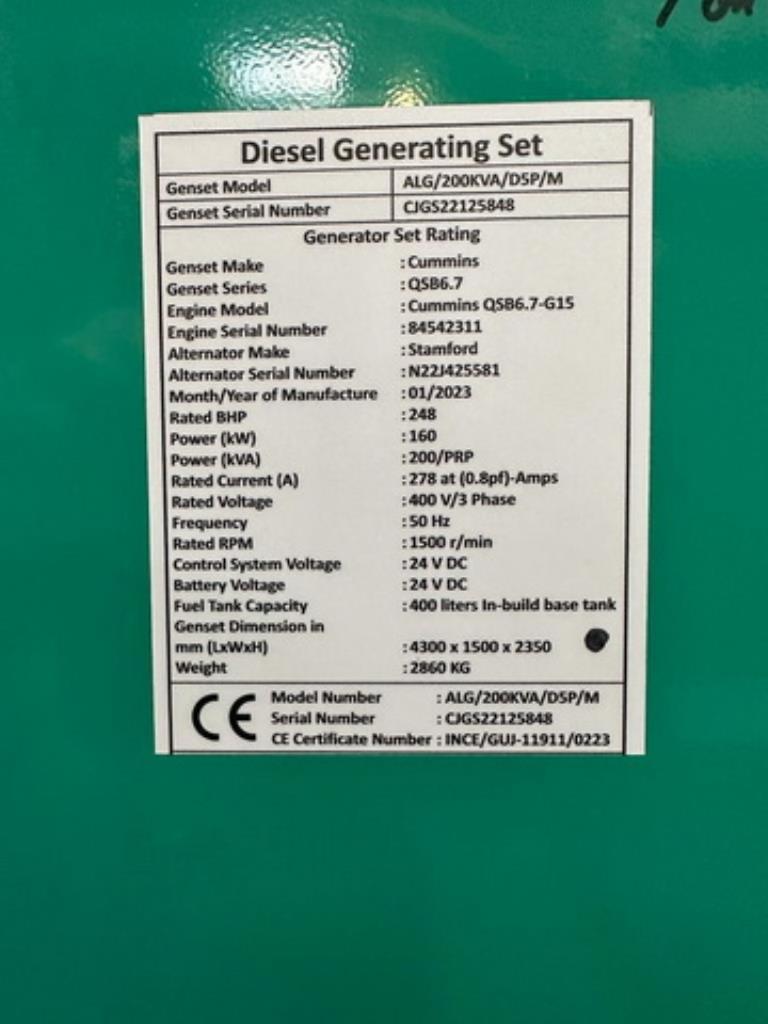 Diesel Generating Set
Genset Model ALG/200KVA/D5P/M
Genset Serial Number CJGS22125848
Generator Set Rating
Genset Make : Cummins
Genset Series : QSB6.7
Engine Model : Cummins QSB6.7-G15
Engine Serial Number : 84542311
Alternator Make : Stamford
Alternator Serial Number : N22J425581
Month/Year of Manufacture : 01/2023
Rated BHP : 248
Power (kW) : 160
Power (kVA) : 200/PRP
Rated Current (A) : 278 at (0.8pf)-Amps
Rated Voltage : 400 V/3 Phase
Frequency : 50 Hz
Rated RPM : 1500 r/min
Control System Voltage : 24 V DC
Battery Voltage : 24 V DC
Fuel Tank Capacity : 400 liters In-build base tank
Genset Dimension in
mm (LxWxH) : 4300 x 1500 x 2350
Weight : 2860 KG
CE Model Number : ALG/200KVA/D5P/M
Serial Number : CJGS22125848
CE Certificate Number : INCE/GUJ-11911/0223